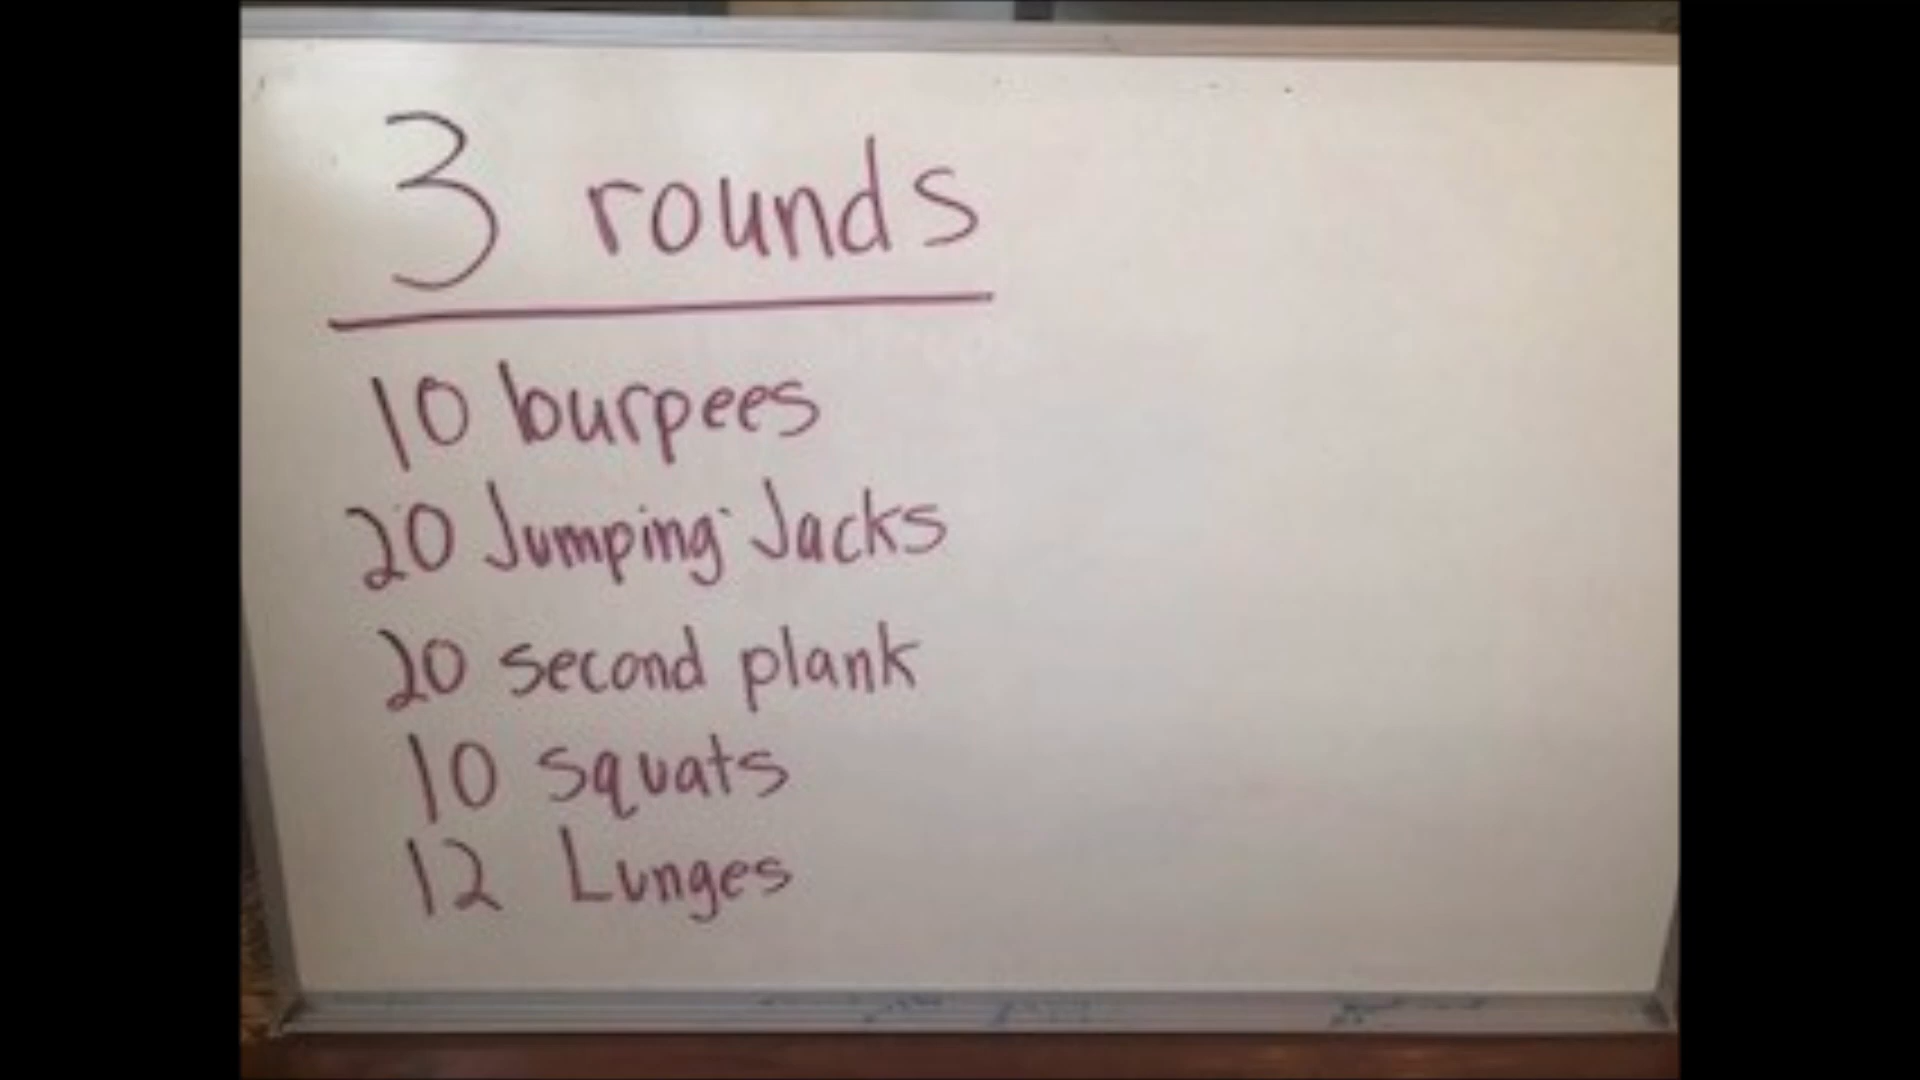 3 rounds
10 burpees
20 Jumping Jacks
20 second plank
10 squats
12 Lunges